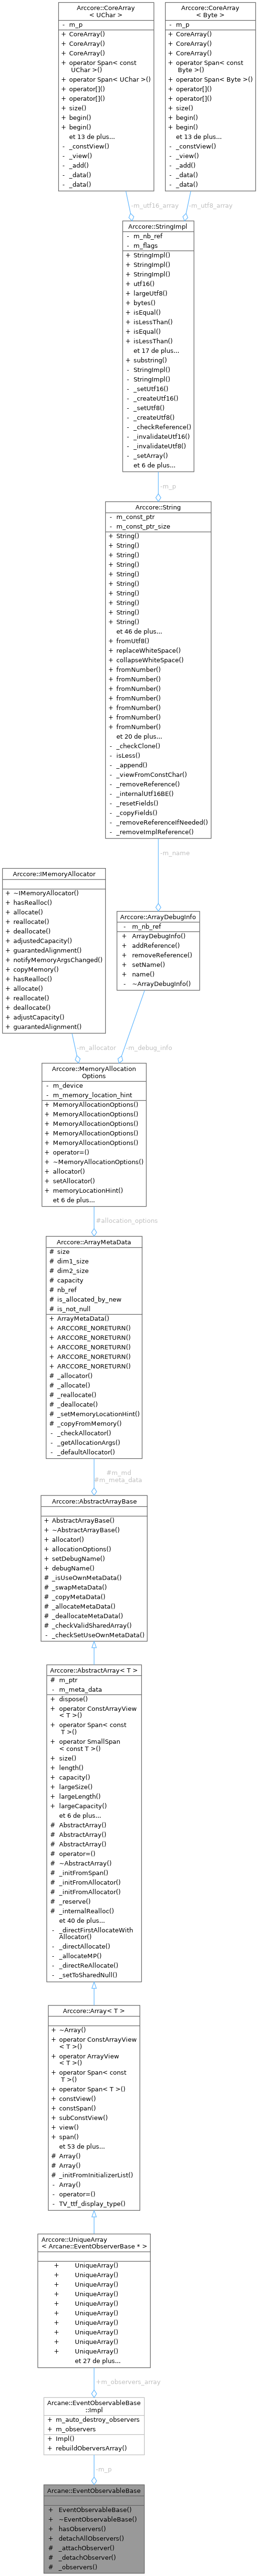 Arccore::CoreArray
< UChar >
- m_p
+ CoreArray()
+ CoreArray()
+ CoreArray()
+ operator Span< const
UChar >()
+ operator Span< UChar >()
+ operator[]()
+ operator[]()
+ size()
+ begin()
+ begin()
et 13 de plus...
- _constView()
- _view()
- _add()
- _data()
- _data()
Arccore::CoreArray
< Byte >
- m_p
+ CoreArray()
+ CoreArray()
+ CoreArray()
+ operator Span< const
Byte >()
+ operator Span< Byte >()
+ operator[]()
+ operator[]()
+ size()
+ begin()
+ begin()
et 13 de plus...
- _constView()
- _view()
- _add()
- _data()
- _data()
-m_utf16_array
-m_utf8_array
Arccore::StringImpl
- m_nb_ref
- m_flags
+ StringImpl()
+ StringImpl()
+ StringImpl()
+ utf16()
+ largeUtf8()
+ bytes()
+ isEqual()
+ isLessThan()
+ isEqual()
+ isLessThan()
et 17 de plus...
+ substring()
- StringImpl()
- StringImpl()
- _setUtf16()
- _createUtf16()
- _setUtf8()
- _createUtf8()
- _checkReference()
- _invalidateUtf16()
- _invalidateUtf8()
- _setArray()
et 6 de plus...
-m_p
Arccore::String
- m_const_ptr
- m_const_ptr_size
+ String()
+ String()
+ String()
+ String()
+ String()
+ String()
+ String()
+ String()
+ String()
+ String()
et 46 de plus...
+ fromUtf8()
+ replaceWhiteSpace()
+ collapseWhiteSpace()
+ fromNumber()
+ fromNumber()
+ fromNumber()
+ fromNumber()
+ fromNumber()
+ fromNumber()
+ fromNumber()
et 20 de plus...
- _checkClone()
- isLess()
- _append()
- _viewFromConstChar()
- _removeReference()
- _internalUtf16BE()
- _resetFields()
- _copyFields()
- _removeReferenceIfNeeded()
- _removeImplReference()
-m_name
Arccore::IMemoryAllocator
+ ~IMemoryAllocator()
+ hasRealloc()
+ allocate()
+ reallocate()
+ deallocate()
+ adjustedCapacity()
+ guarantedAlignment()
+ notifyMemoryArgsChanged()
+ copyMemory()
+ hasRealloc()
+ allocate()
+ reallocate()
+ deallocate()
+ adjustCapacity()
+ guarantedAlignment()
Arccore::ArrayDebugInfo
- m_nb_ref
+ ArrayDebugInfo()
+ addReference()
+ removeReference()
+ setName()
+ name()
- ~ArrayDebugInfo()
-m_allocator
-m_debug_info
Arccore::MemoryAllocation
Options
- m_device
- m_memory_location_hint
+ MemoryAllocationOptions()
+ MemoryAllocationOptions()
+ MemoryAllocationOptions()
+ MemoryAllocationOptions()
+ MemoryAllocationOptions()
+ operator=()
+ ~MemoryAllocationOptions()
+ allocator()
+ setAllocator()
+ memoryLocationHint()
et 6 de plus...
#allocation_options
Arccore::ArrayMetaData
# size
# dim1_size
# dim2_size
# capacity
# nb_ref
# is_allocated_by_new
# is_not_null
+ ArrayMetaData()
+ ARCCORE_NORETURN()
+ ARCCORE_NORETURN()
+ ARCCORE_NORETURN()
+ ARCCORE_NORETURN()
+ ARCCORE_NORETURN()
# _allocator()
# _allocate()
# _reallocate()
# _deallocate()
# _setMemoryLocationHint()
# _copyFromMemory()
- _checkAllocator()
- _getAllocationArgs()
- _defaultAllocator()
#m_md
#m_meta_data
Arccore::AbstractArrayBase
+ AbstractArrayBase()
+ ~AbstractArrayBase()
+ allocator()
+ allocationOptions()
+ setDebugName()
+ debugName()
# _isUseOwnMetaData()
# _swapMetaData()
# _copyMetaData()
# _allocateMetaData()
# _deallocateMetaData()
# _checkValidSharedArray()
- _checkSetUseOwnMetaData()
Arccore::AbstractArray< T >
# m_ptr
- m_meta_data
+ dispose()
+ operator ConstArrayView
< T >()
+ operator Span< const
T >()
+ operator SmallSpan
< const T >()
+ size()
+ length()
+ capacity()
+ largeSize()
+ largeLength()
+ largeCapacity()
et 6 de plus...
# AbstractArray()
# AbstractArray()
# AbstractArray()
# operator=()
# ~AbstractArray()
# _initFromSpan()
# _initFromAllocator()
# _initFromAllocator()
# _reserve()
# _internalRealloc()
et 40 de plus...
- _directFirstAllocateWith
Allocator()
- _directAllocate()
- _allocateMP()
- _directReAllocate()
- _setToSharedNull()
Arccore::Array< T >
+ ~Array()
+ operator ConstArrayView
< T >()
+ operator ArrayView
< T >()
+ operator Span< const
T >()
+ operator Span< T >()
+ constView()
+ constSpan()
+ subConstView()
+ view()
+ span()
et 53 de plus...
# Array()
# Array()
# _initFromInitializerList()
- Array()
- operator=()
- TV_ttf_display_type()
Arccore::UniqueArray
< Arcane::EventObserverBase * >
+ UniqueArray()
+ UniqueArray()
+ UniqueArray()
+ UniqueArray()
+ UniqueArray()
+ UniqueArray()
+ UniqueArray()
+ UniqueArray()
+ UniqueArray()
+ UniqueArray()
et 27 de plus...
+m_observers_array
Arcane::EventObservableBase
::Impl
+ m_auto_destroy_observers
+ m_observers
+ Impl()
+ rebuildOberversArray()
-m_p
Arcane::EventObservableBase
+ EventObservableBase()
+ ~EventObservableBase()
+ hasObservers()
+ detachAllObservers()
# _attachObserver()
# _detachObserver()
# _observers()